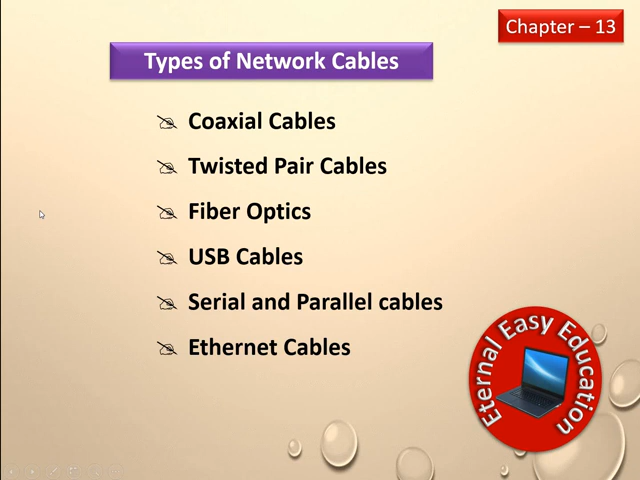 Chapter – 13
Types of Network Cables
Coaxial Cables
Twisted Pair Cables
Fiber Optics
USB Cables
Serial and Parallel cables
Ethernet Cables
Eternal Easy Education